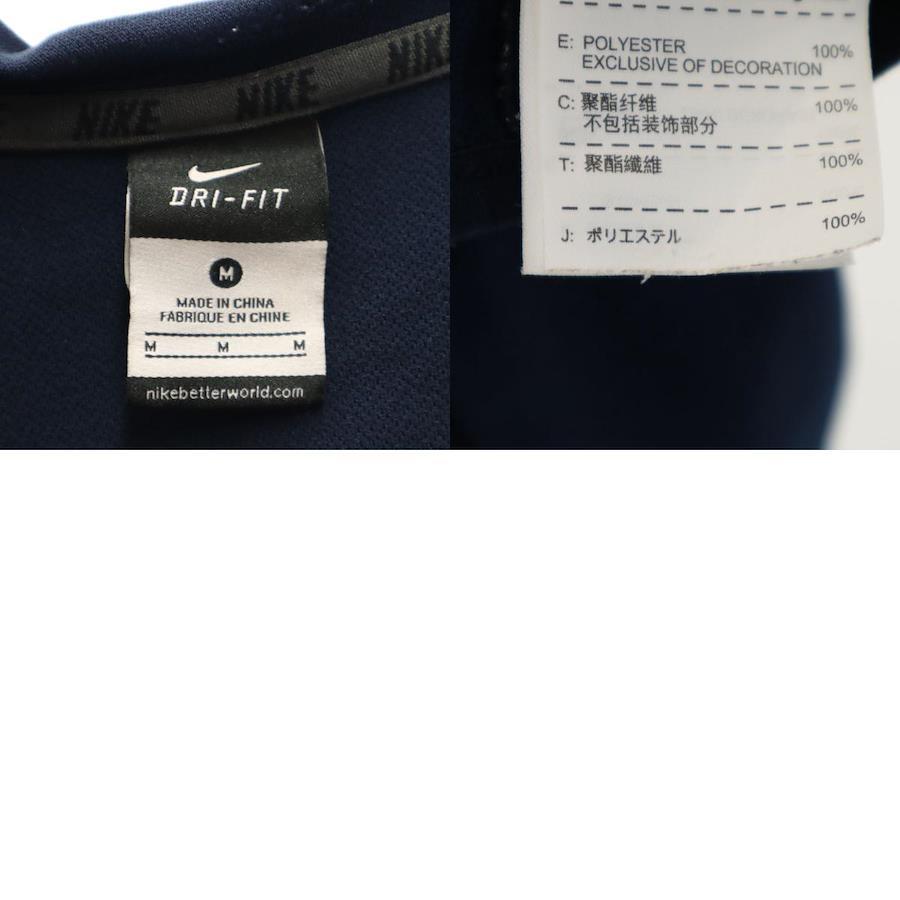 NIKE NIKE NIKE
DRI-FIT
M
MADE IN CHINA
FABRIQUE EN CHINE
M M M
nikebetterworld.com
E: POLYESTER 100%
EXCLUSIVE OF DECORATION
C: 聚酯纤维 100%
不包括装饰部分
T: 聚酯纖維 100%
J: ポリエステル 100%